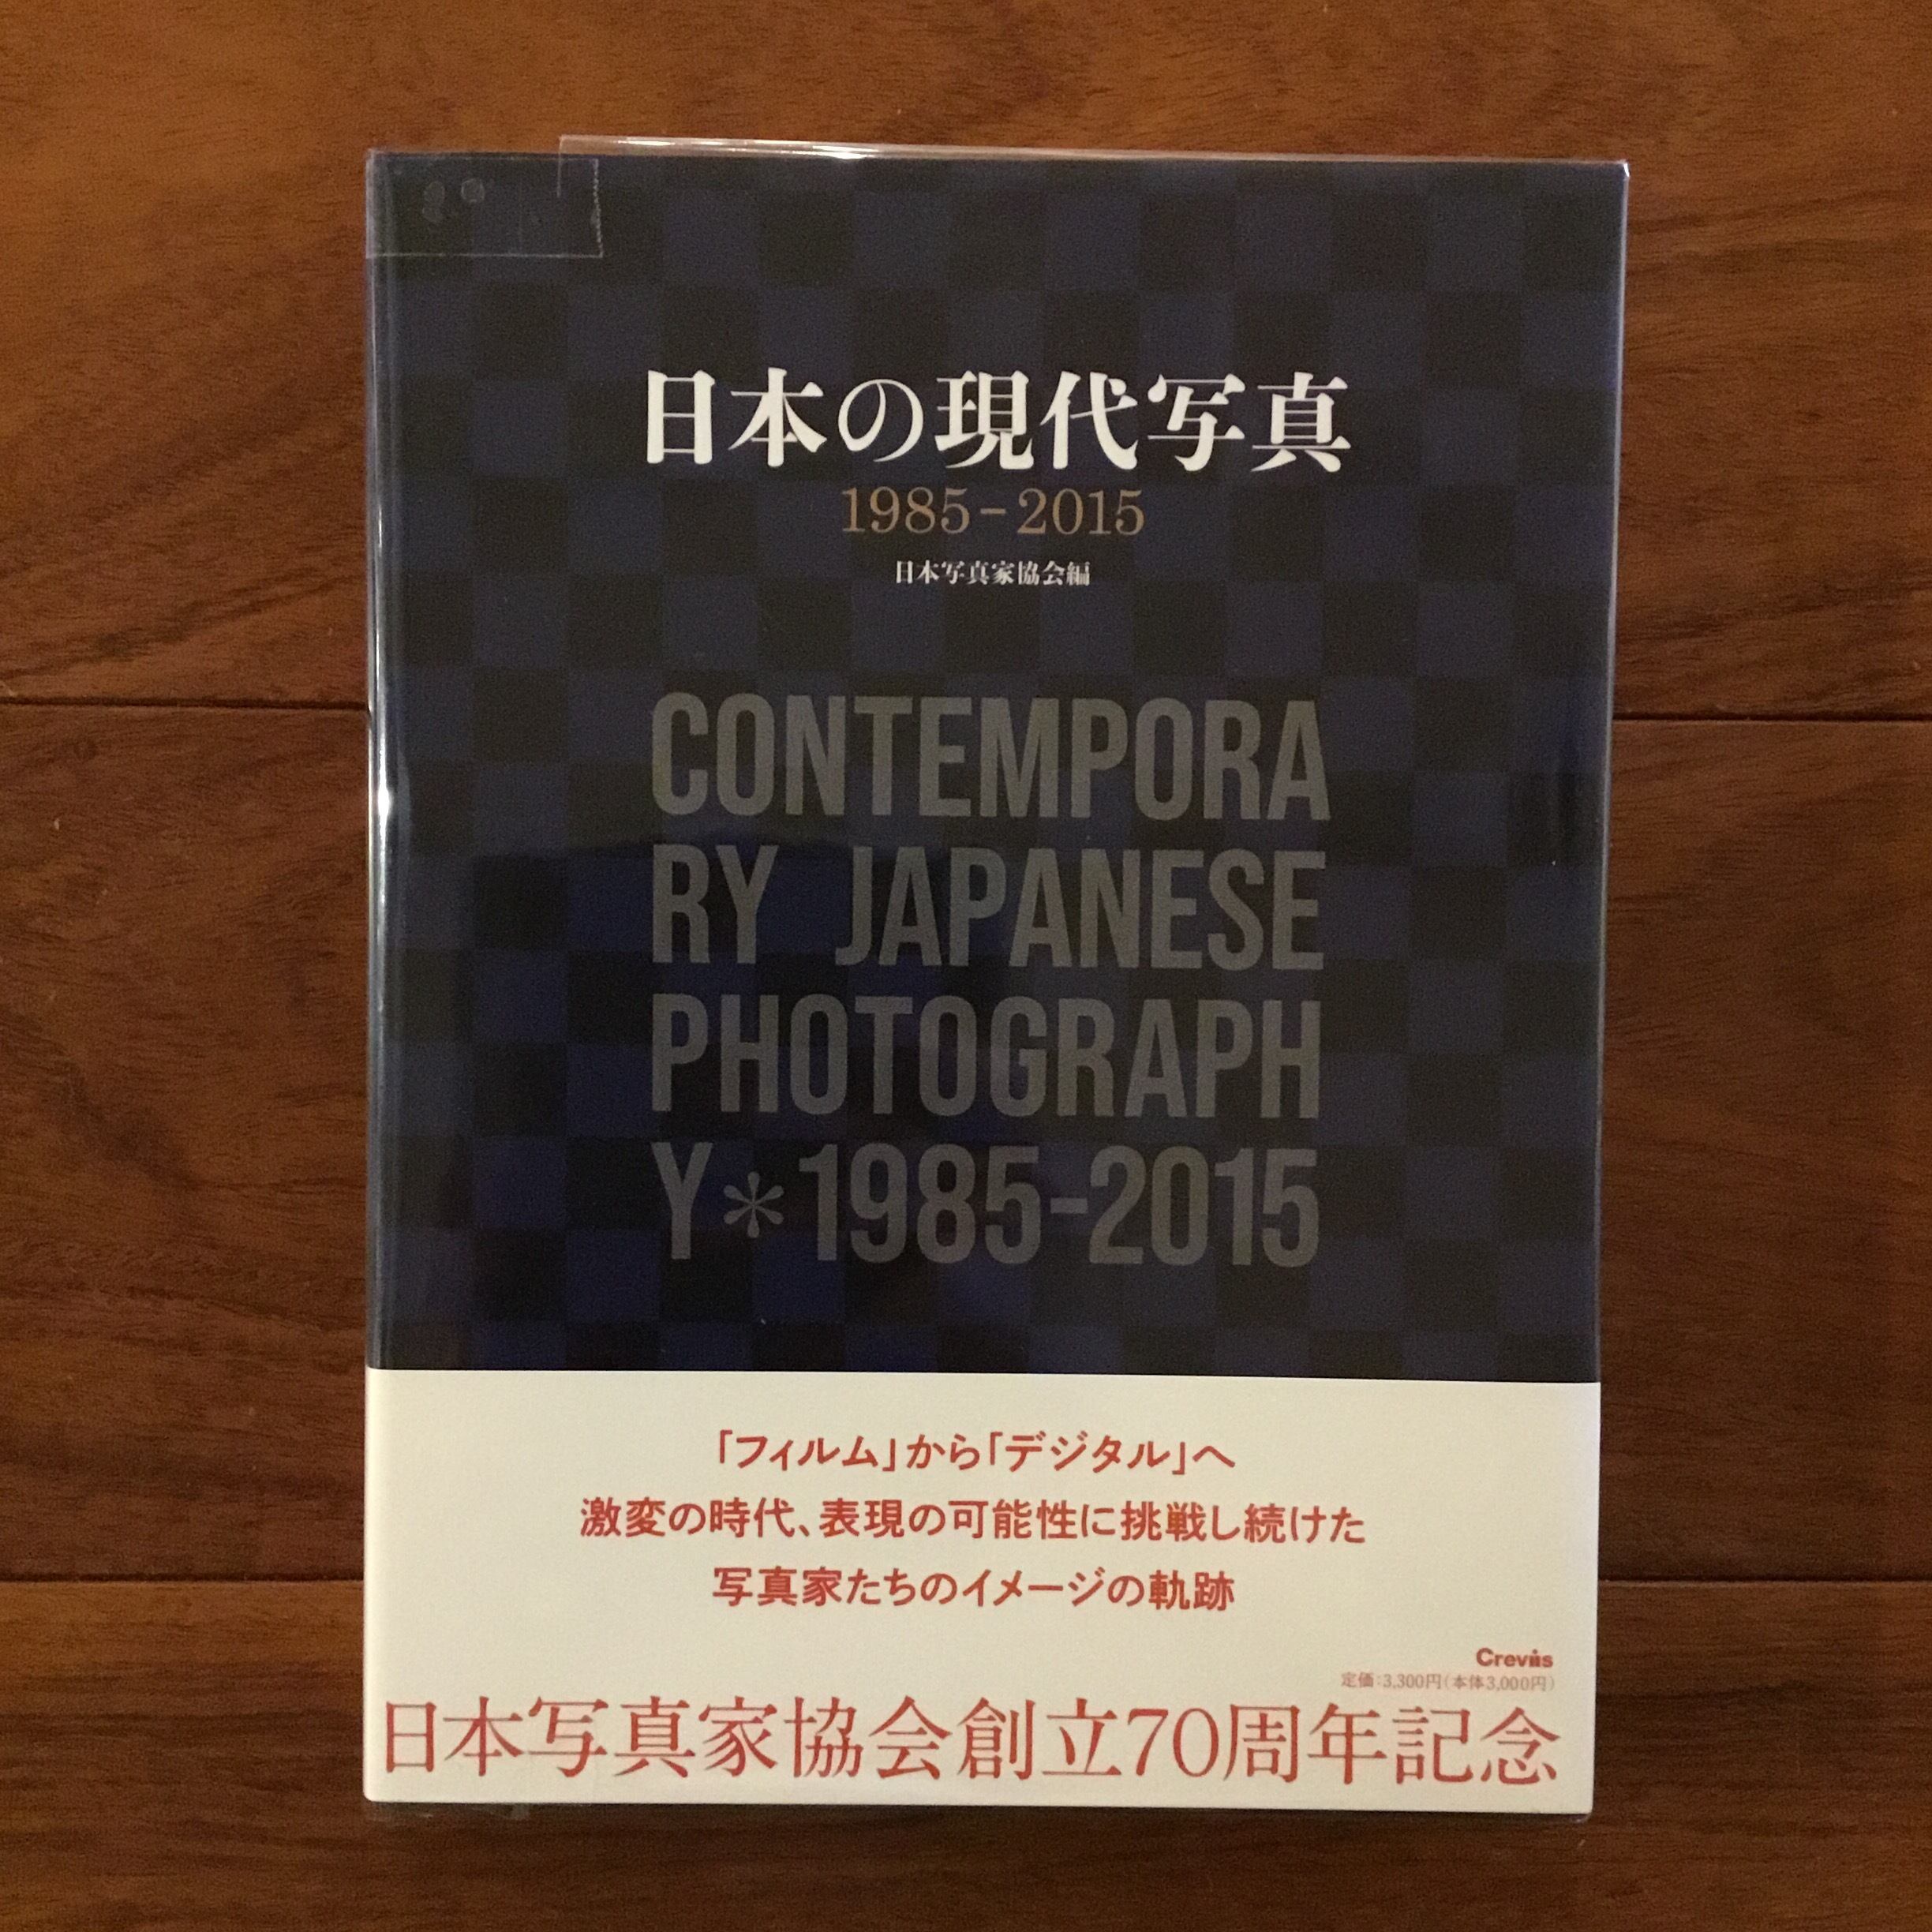 日本の現代写真
1985-2015
日本写真家協会編
CONTEMPORA
RY JAPANESE
PHOTOGRAPH
Y*1985-2015
「フィルム」から「デジタル」へ
激変の時代、表現の可能性に挑戦し続けた
写真家たちのイメージの軌跡
Crevis
定価:3,300円(本体3,000円)
日本写真家協会創立70周年記念